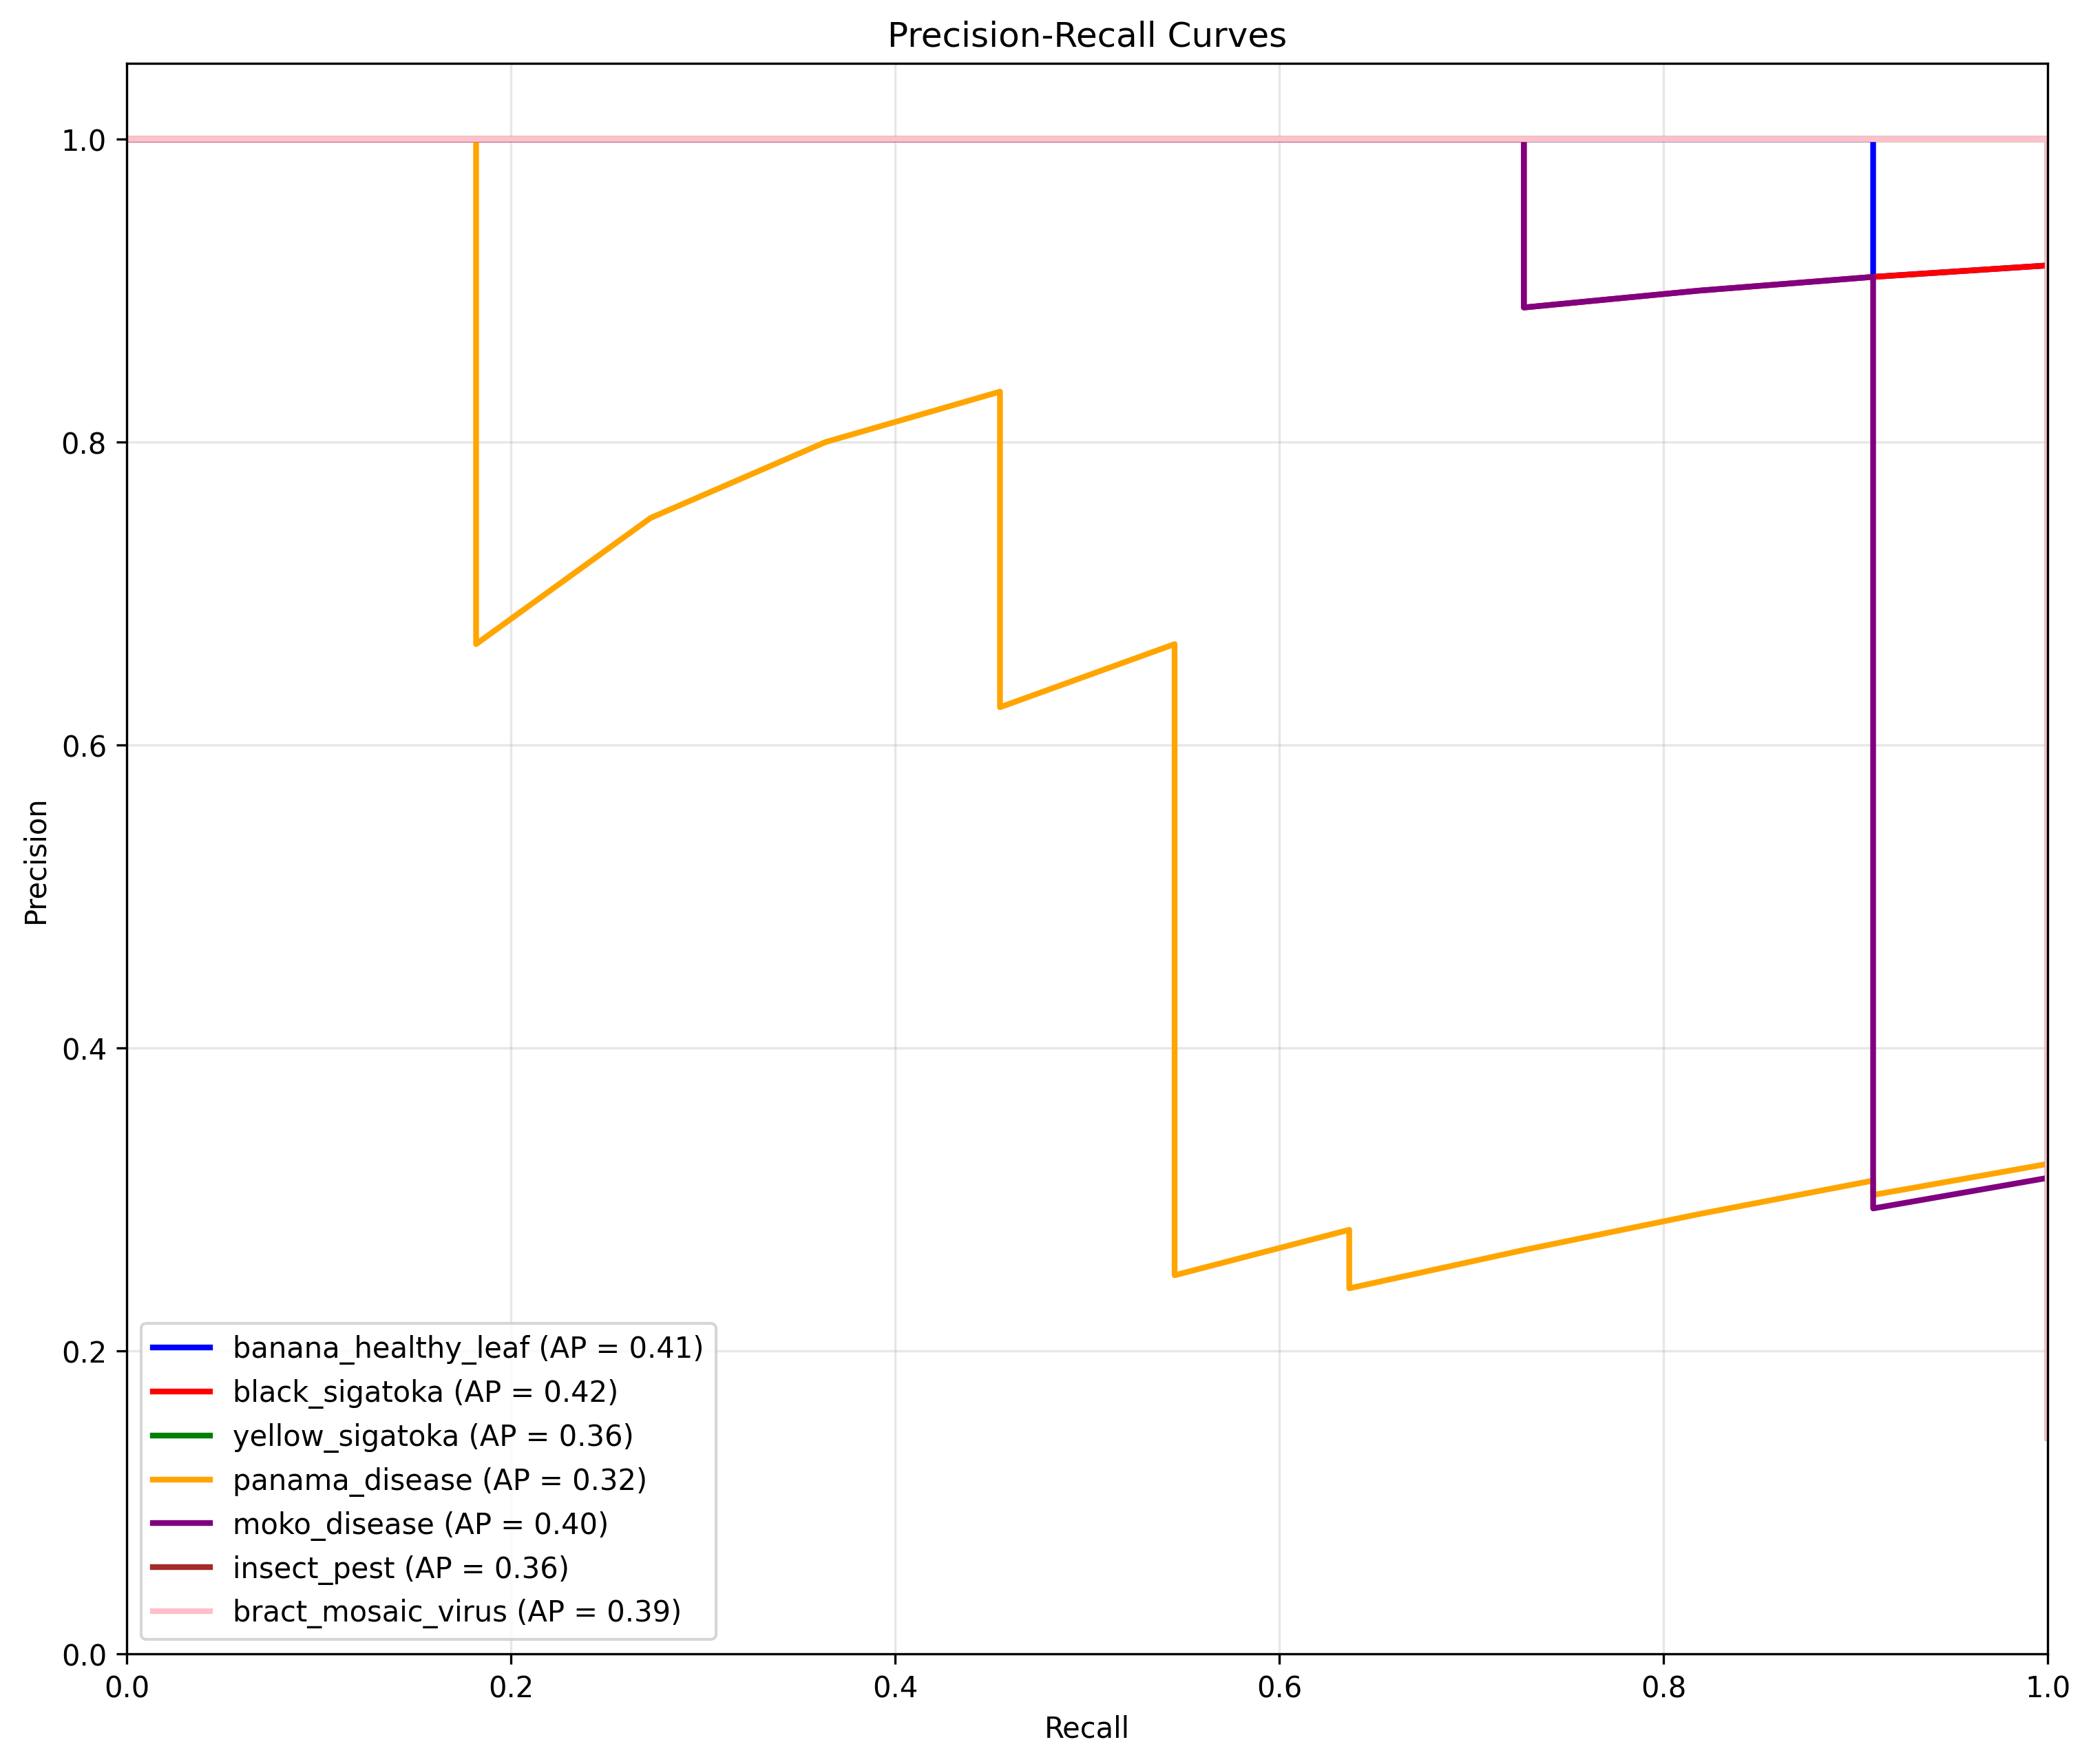 Precision-Recall Curves
Precision
1.0
0.8
0.6
0.4
0.2
0.0
banana_healthy_leaf (AP = 0.41)
black_sigatoka (AP = 0.42)
yellow_sigatoka (AP = 0.36)
panama_disease (AP = 0.32)
moko_disease (AP = 0.40)
insect_pest (AP = 0.36)
bract_mosaic_virus (AP = 0.39)
0.0 0.2 0.4 0.6 0.8 1.0
Recall